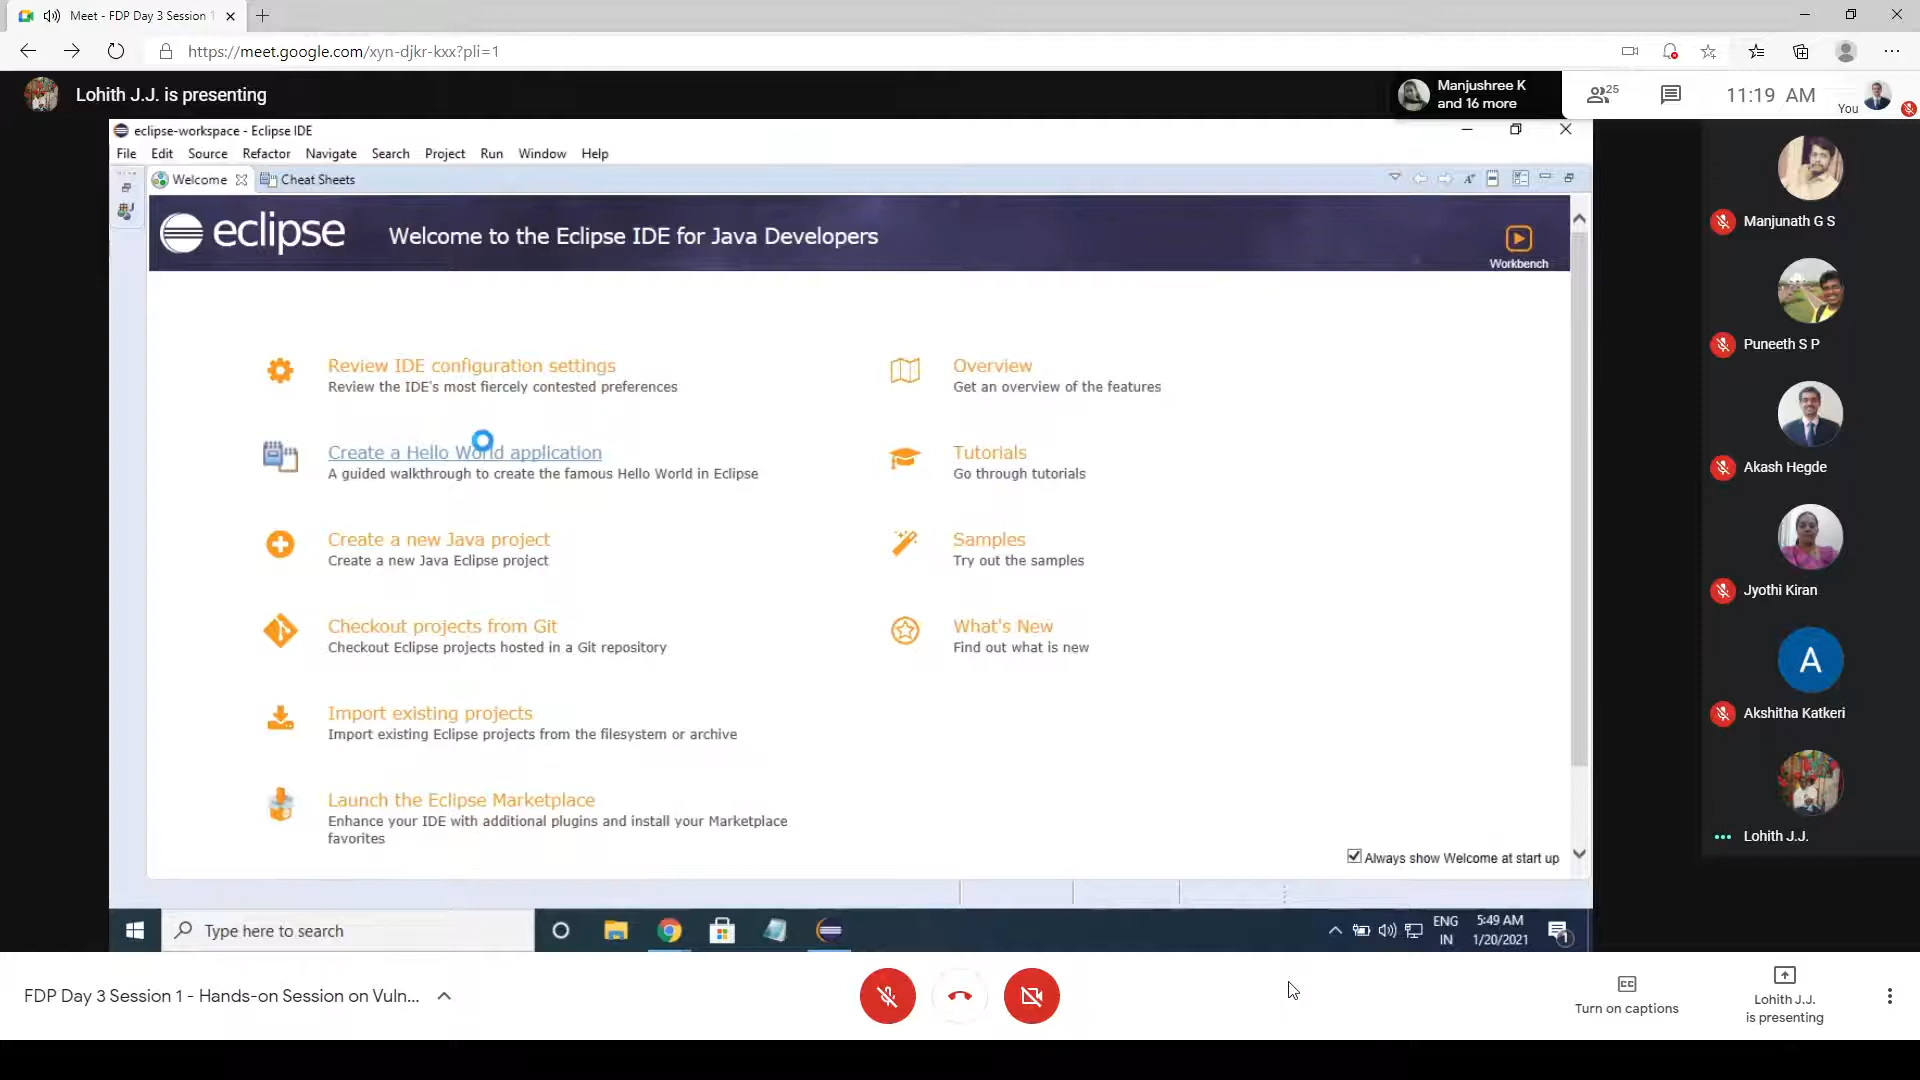 Meet - FDP Day 3 Session 1
https://meet.google.com/xyn-djkr-kxx?pli=1
Lohith J.J. is presenting
Manjushree K
and 16 more
25
11:19 AM
You
eclipse-workspace - Eclipse IDE
File Edit Source Refactor Navigate Search Project Run Window Help
Welcome
Cheat Sheets
eclipse
Welcome to the Eclipse IDE for Java Developers
Workbench
Review IDE configuration settings
Review the IDE's most fiercely contested preferences
Overview
Get an overview of the features
Create a Hello World application
A guided walkthrough to create the famous Hello World in Eclipse
Tutorials
Go through tutorials
Create a new Java project
Create a new Java Eclipse project
Samples
Try out the samples
Checkout projects from Git
Checkout Eclipse projects hosted in a Git repository
What's New
Find out what is new
Import existing projects
Import existing Eclipse projects from the filesystem or archive
Launch the Eclipse Marketplace
Enhance your IDE with additional plugins and install your Marketplace
favorites
Always show Welcome at start up
Manjunath G S
Puneeth S P
Akash Hegde
Jyothi Kiran
A
Akshitha Katkeri
Lohith J.J.
Type here to search
ENG
IN
5:49 AM
1/20/2021
1
FDP Day 3 Session 1 - Hands-on Session on Vuln...
CC
Turn on captions
Lohith J.J.
is presenting